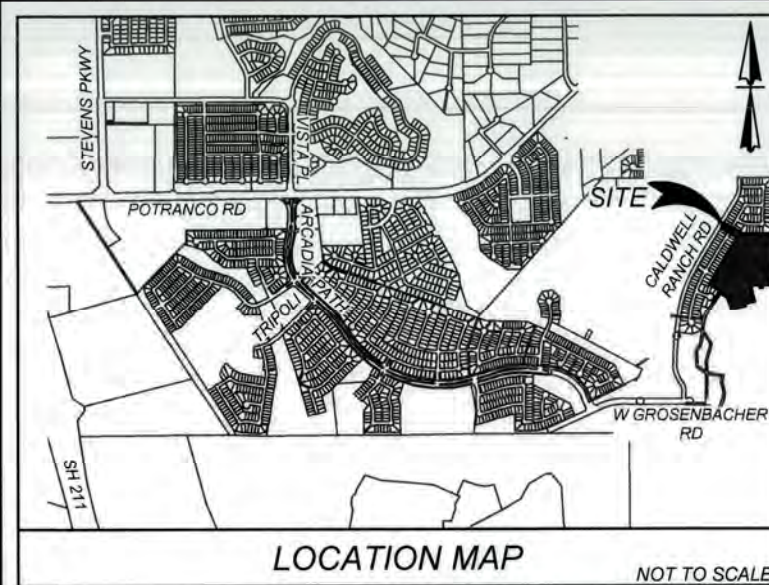 STEVENS PKWY
VISTA PL
POTRANCO RD
ARCADIA PATH
TRIPOLI
SITE
CALDWELL
RANCH RD
W GROSENBACHER
RD
SH 211
LOCATION MAP
NOT TO SCALE